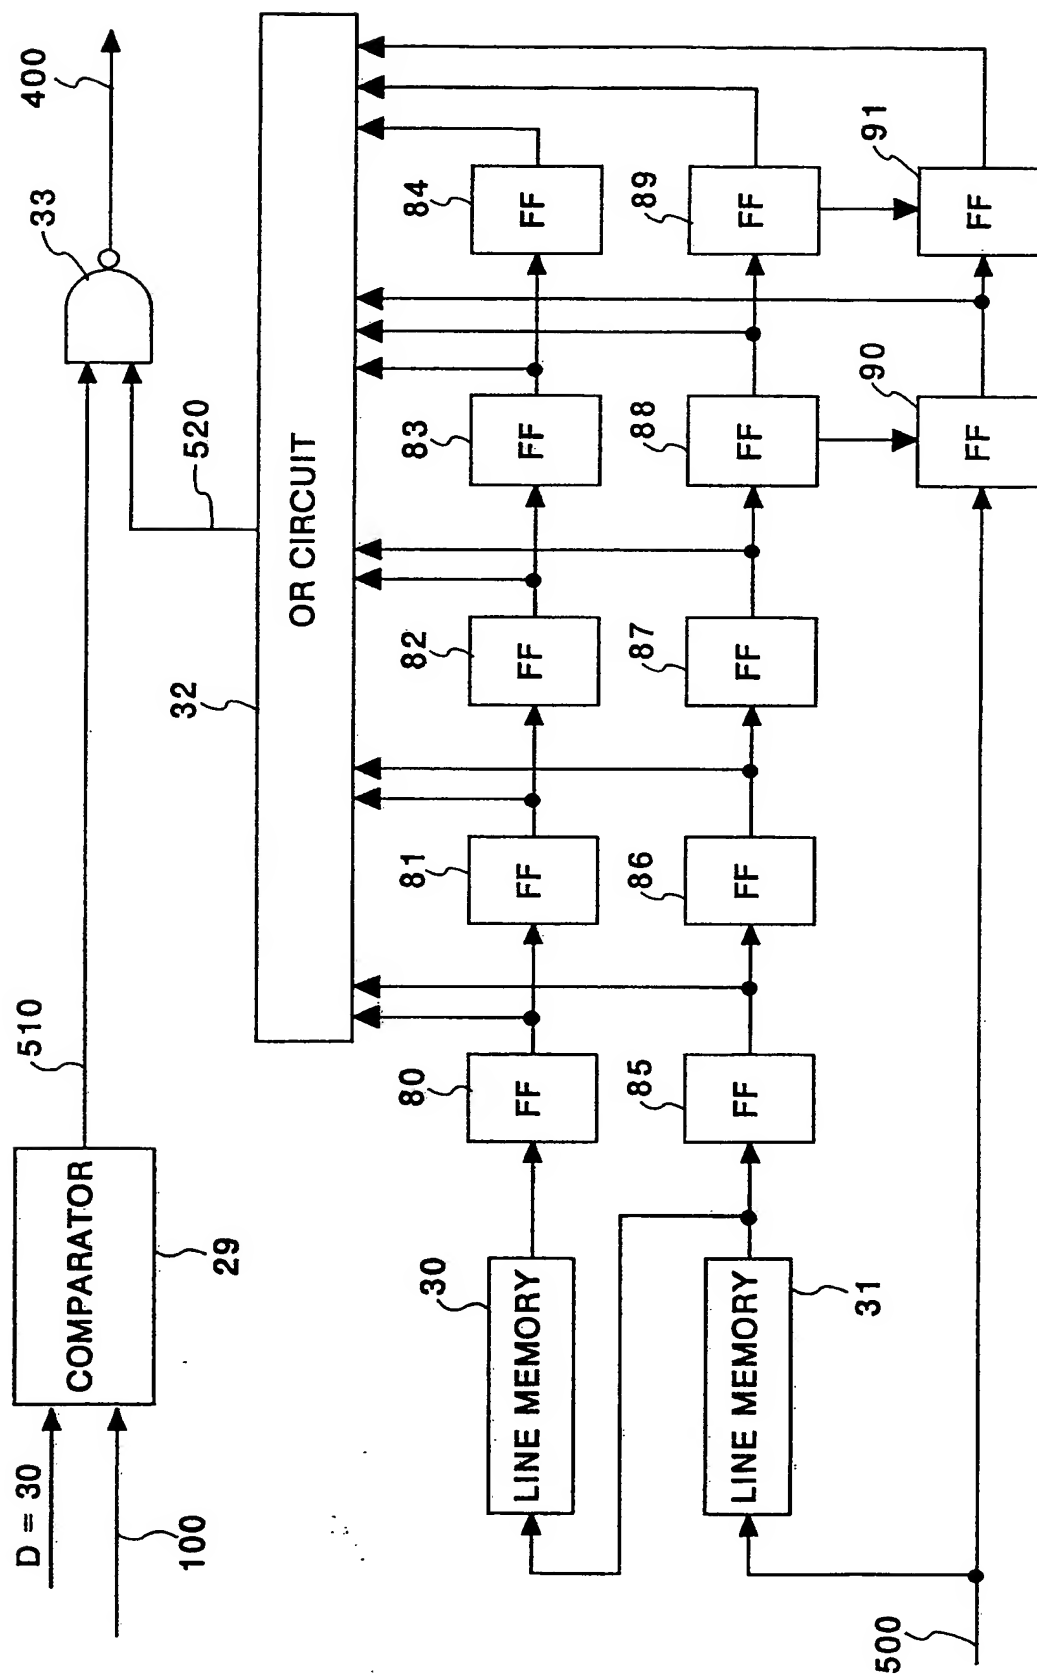 D = 30
100
COMPARATOR
29
510
33
400
520
32
OR CIRCUIT
30
LINE MEMORY
80
FF
81
FF
82
FF
83
FF
84
FF
31
LINE MEMORY
85
FF
86
FF
87
FF
88
FF
89
FF
500
90
FF
91
FF